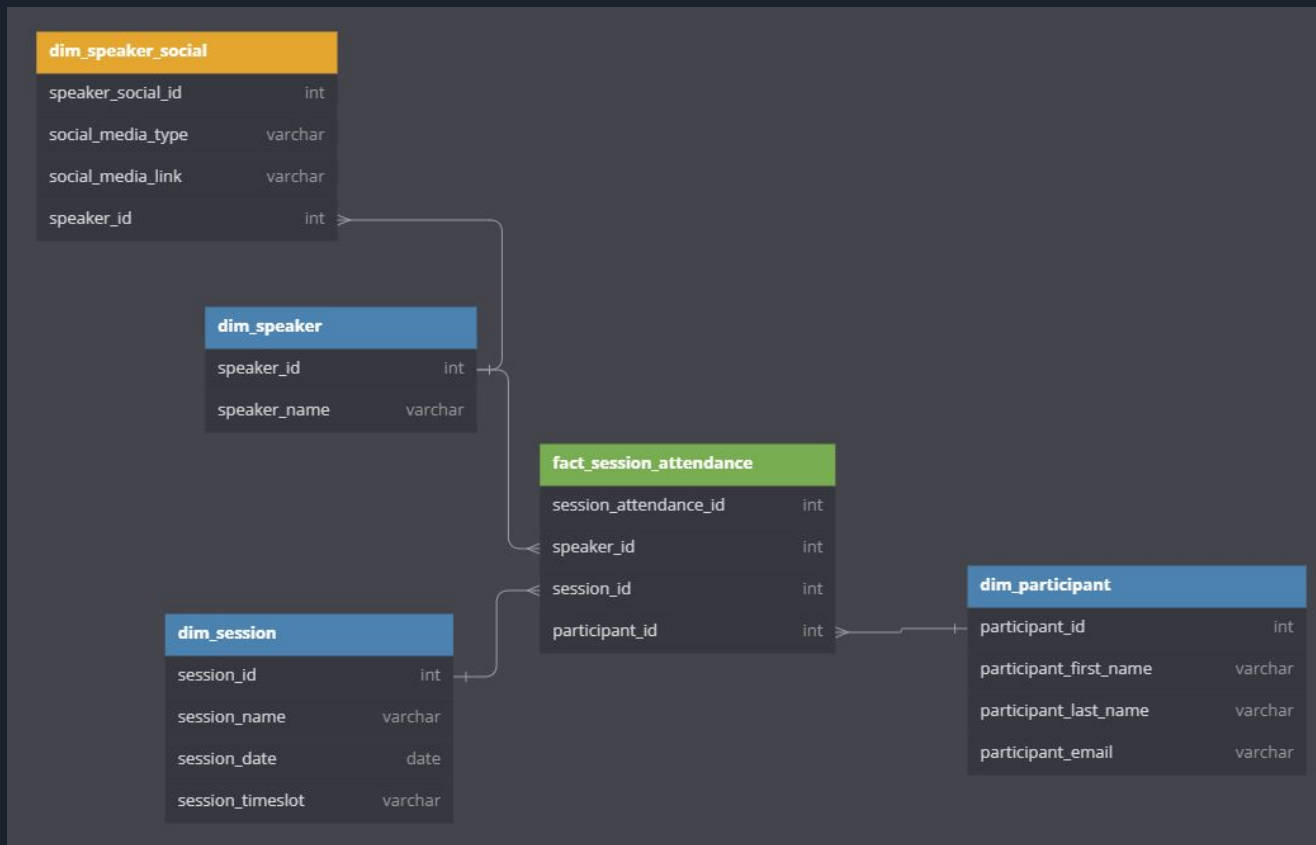 dim_speaker_social
speaker_social_id int
social_media_type varchar
social_media_link varchar
speaker_id int
dim_speaker
speaker_id int
speaker_name varchar
fact_session_attendance
session_attendance_id int
speaker_id int
session_id int
participant_id int
dim_session
session_id int
session_name varchar
session_date date
session_timeslot varchar
dim_participant
participant_id int
participant_first_name varchar
participant_last_name varchar
participant_email varchar